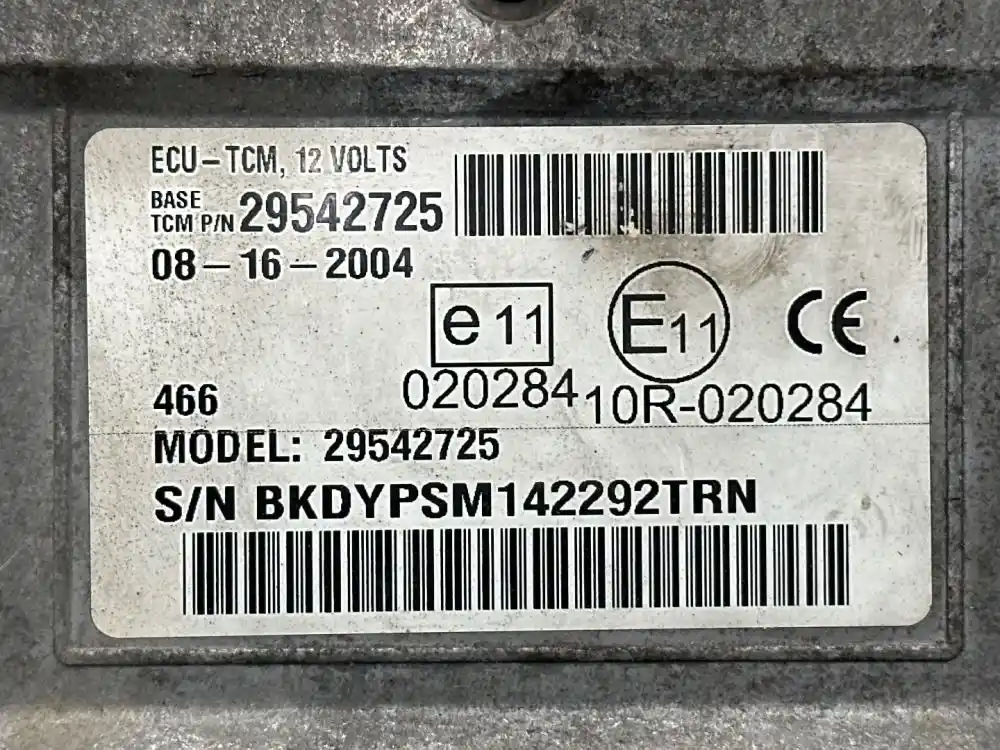 ECU-TCM, 12 VOLTS
BASE
TCM P/N 29542725
08-16-2004
e 11
E11
CE
020284
10R-020284
466
MODEL: 29542725
S/N BKDYPSM142292TRN